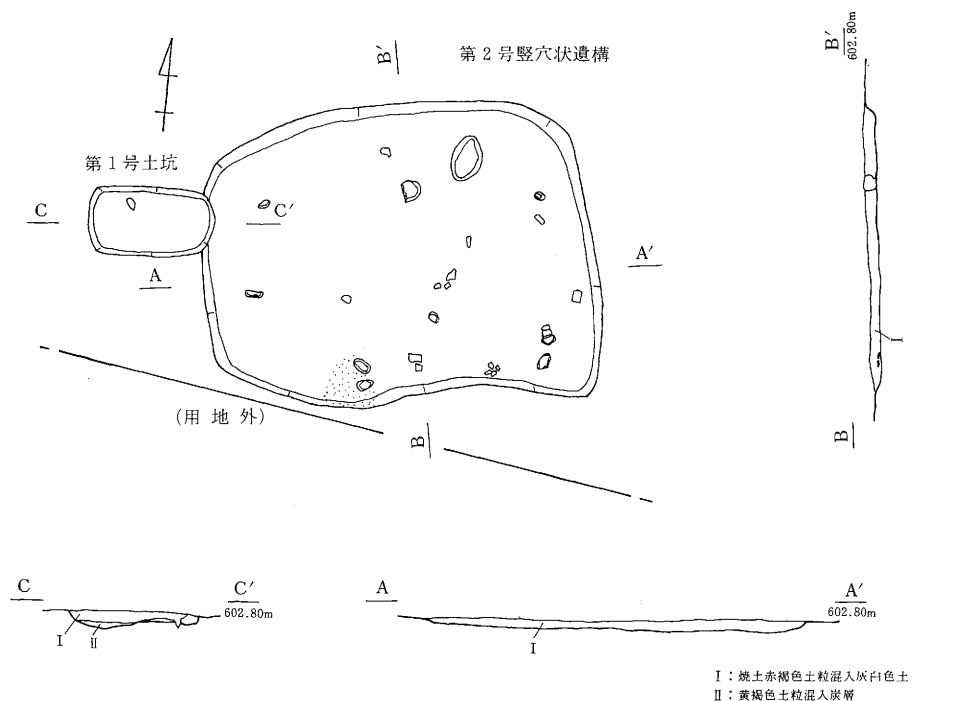 第2号竪穴状遺構
B′
602.80m
B′
第1号土坑
C
C′
A
A′
I
(用地外)
B
B
C
C′
602.80m
I
II
A
A′
602.80m
I
I：焼土赤褐色土粒混入灰白色土
II：黄褐色土粒混入炭層